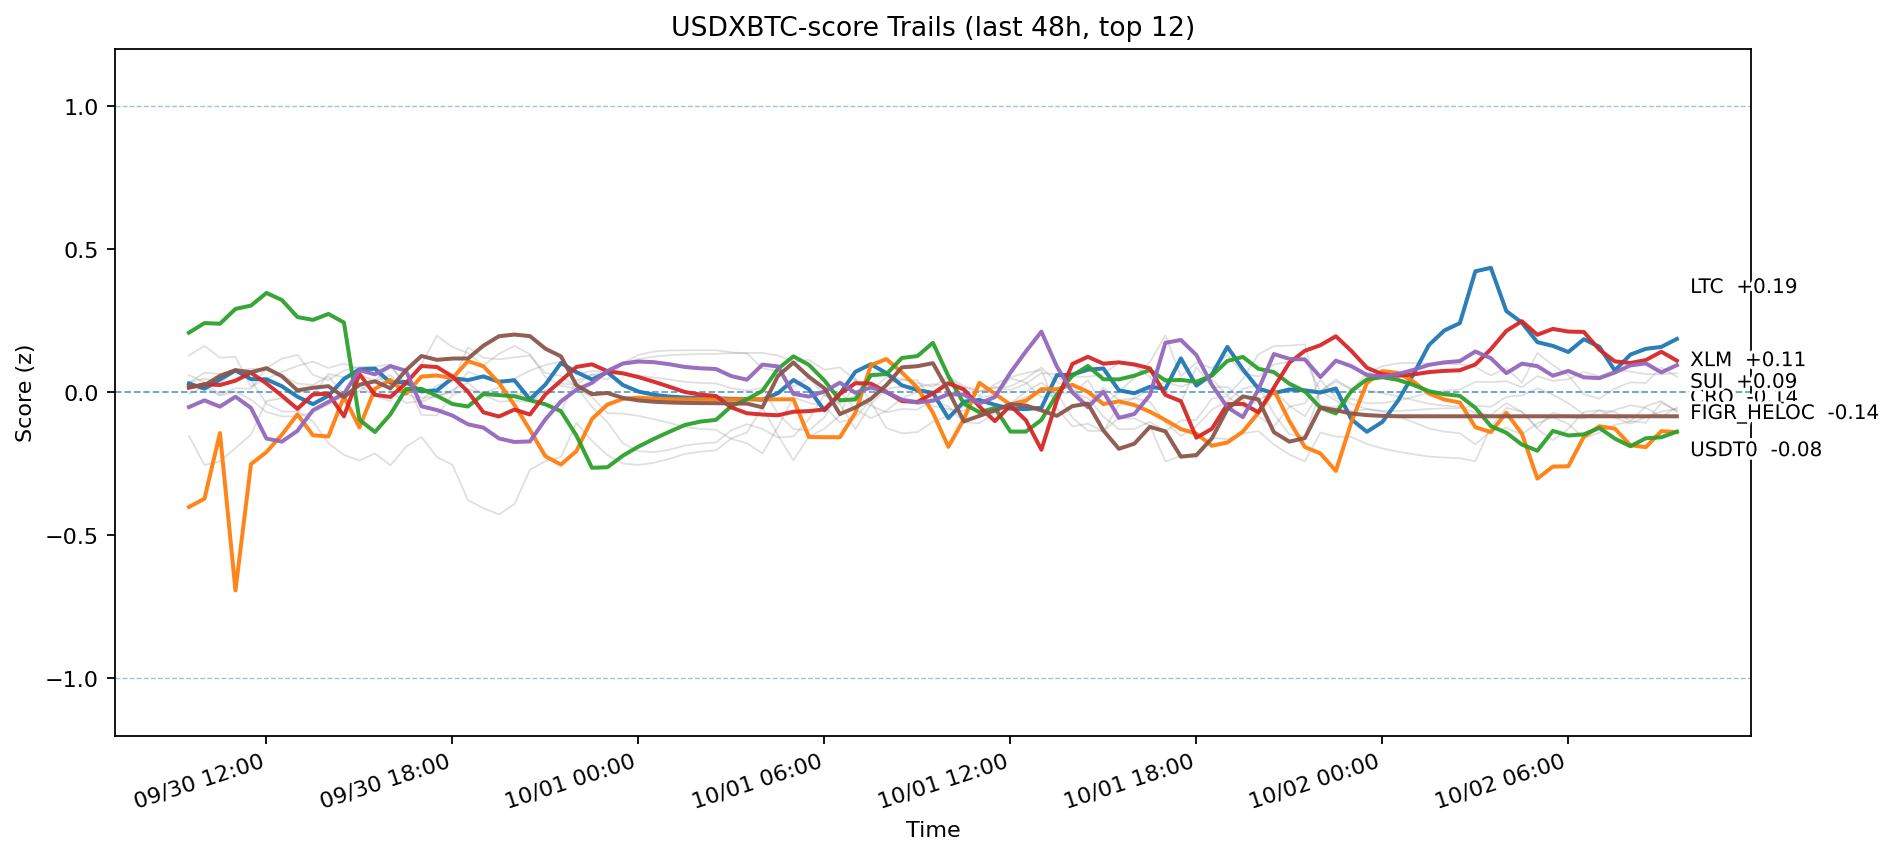 USDXBTC-score Trails (last 48h, top 12)
Score (z)
1.0
0.5
0.0
−0.5
−1.0
LTC +0.19
XLM +0.11
SUI +0.09
CRO -0.14
FIGR_HELOC -0.14
USDT0 -0.08
09/30 12:00
09/30 18:00
10/01 00:00
10/01 06:00
10/01 12:00
10/01 18:00
10/02 00:00
10/02 06:00
Time